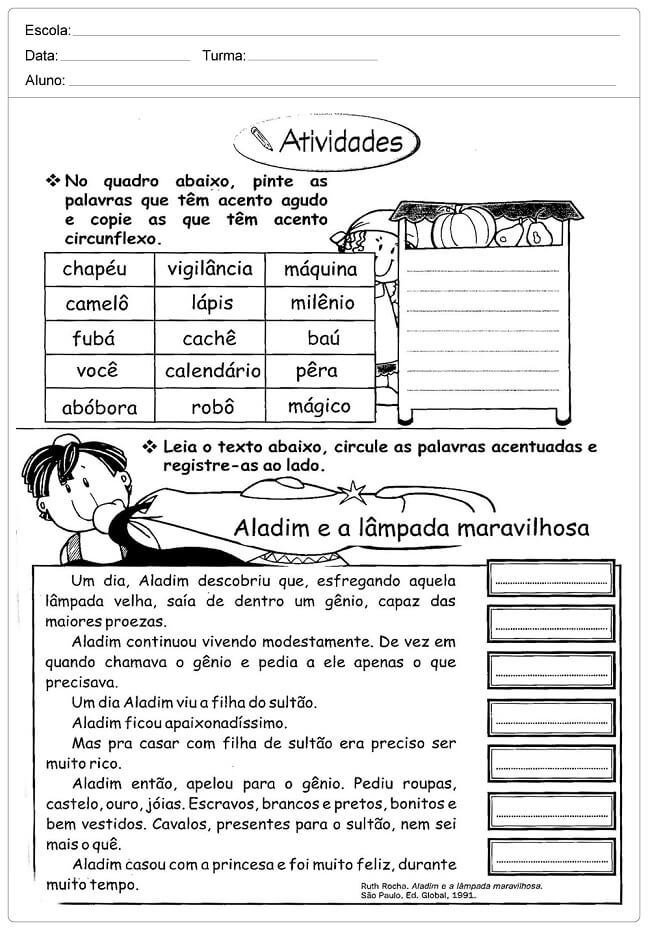 Escola:
Data: Turma:
Aluno:
Atividades
❖ No quadro abaixo, pinte as
palavras que têm acento agudo
e copie as que têm acento
circunflexo.
chapéu vigilância máquina
camelô lápis milênio
fubá cachê baú
você calendário pêra
abóbora robô mágico
❖ Leia o texto abaixo, circule as palavras acentuadas e
registre-as ao lado.
Aladim e a lâmpada maravilhosa
Um dia, Aladim descobriu que, esfregando aquela
lâmpada velha, saía de dentro um gênio, capaz das
maiores proezas.
Aladim continuou vivendo modestamente. De vez em
quando chamava o gênio e pedia a ele apenas o que
precisava.
Um dia Aladim viu a filha do sultão.
Aladim ficou apaixonadíssimo.
Mas pra casar com filha de sultão era preciso ser
muito rico.
Aladim então, apelou para o gênio. Pediu roupas,
castelo, ouro, jóias. Escravos, brancos e pretos, bonitos e
bem vestidos. Cavalos, presentes para o sultão, nem sei
mais o quê.
Aladim casou com a princesa e foi muito feliz, durante
muito tempo.
Ruth Rocha. Aladim e a lâmpada maravilhosa.
São Paulo, Ed. Global, 1991.